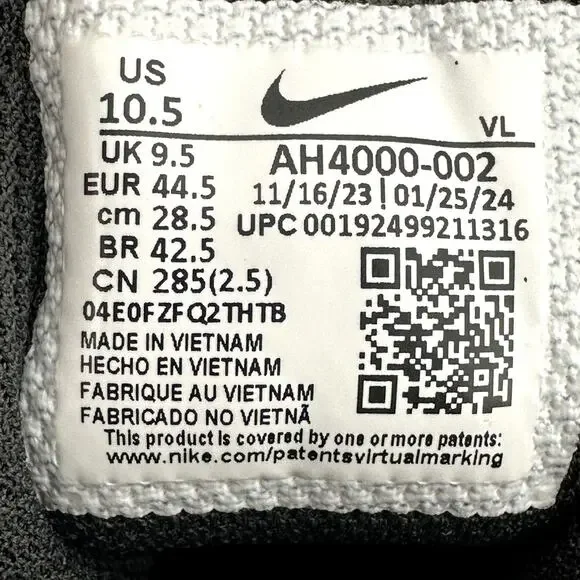 US
10.5
VL
UK 9.5
EUR 44.5
cm 28.5
BR 42.5
CN 285(2.5)
AH4000-002
11/16/23 | 01/25/24
UPC 00192499211316
04E0FZFQ2THTB
MADE IN VIETNAM
HECHO EN VIETNAM
FABRIQUE AU VIETNAM
FABRICADO NO VIETNÃ
This product is covered by one or more patents:
www.nike.com/patentsvirtualmarking